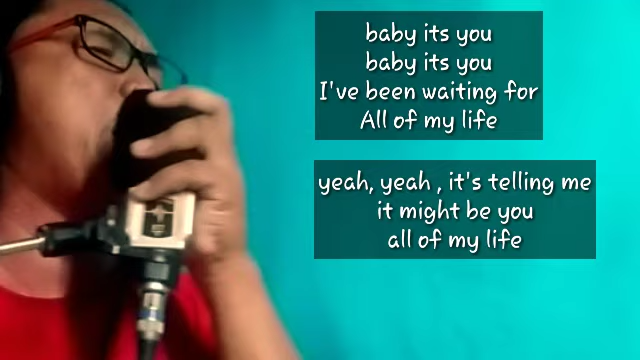 baby its you
baby its you
I've been waiting for
All of my life
yeah, yeah , it's telling me
it might be you
all of my life